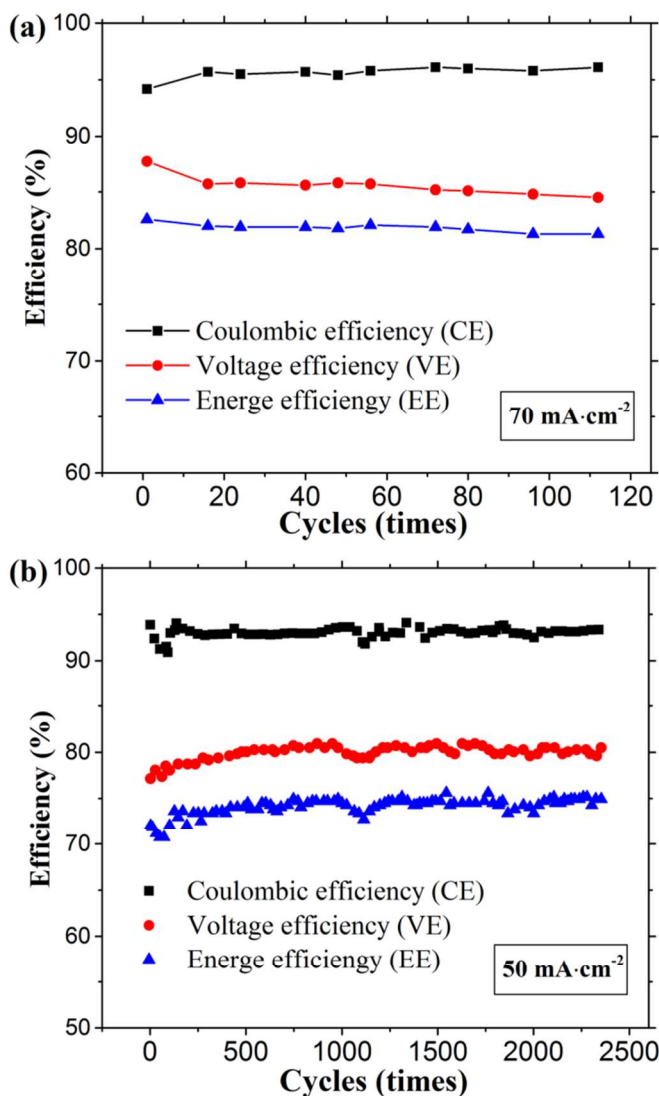 (a)
100
90
80
70
60
Efficiency (%)
Coulombic efficiency (CE)
Voltage efficiency (VE)
Energe efficiengy (EE)
70 mA·cm⁻²
0 20 40 60 80 100 120
Cycles (times)
(b)
100
90
80
70
60
50
Efficiency (%)
Coulombic efficiency (CE)
Voltage efficiency (VE)
Energe efficiengy (EE)
50 mA·cm⁻²
0 500 1000 1500 2000 2500
Cycles (times)